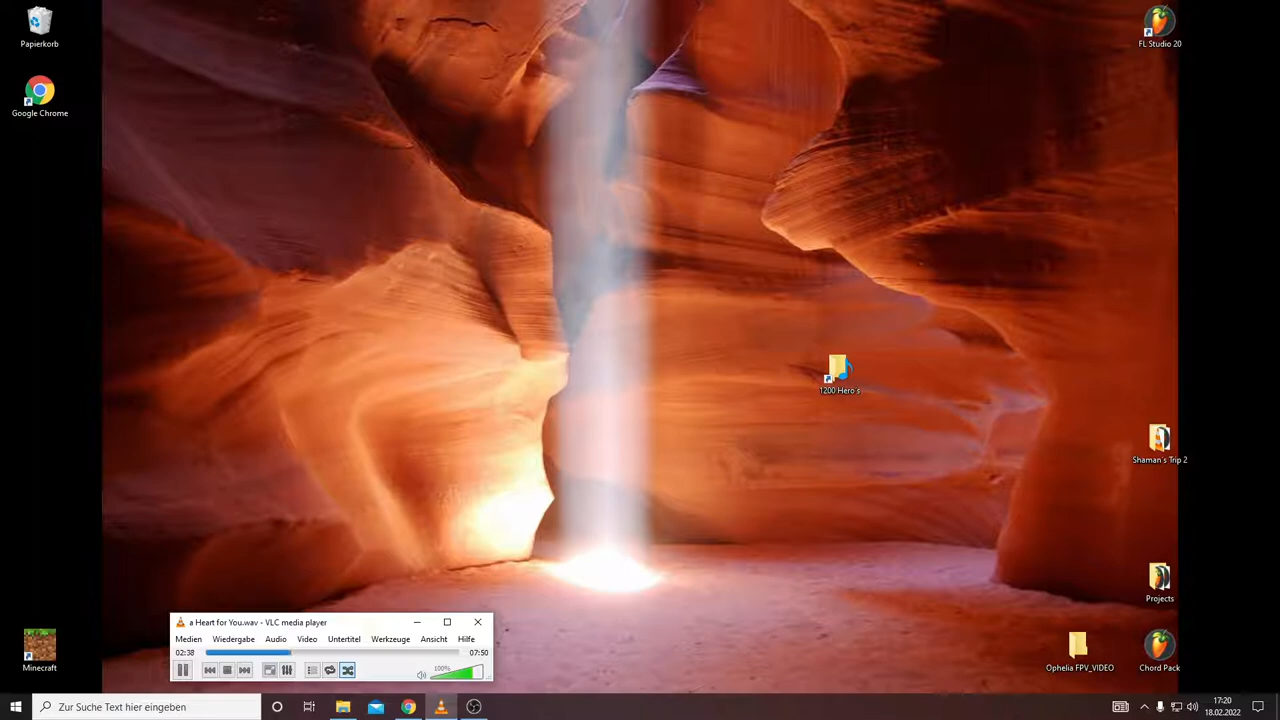 Papierkorb
FL Studio 20
Google Chrome
1200 Hero's
Shaman's Trip 2
Projects
Minecraft
Ophelia FPV_VIDEO
Chord Pack
a Heart for You.wav - VLC media player
Medien Wiedergabe Audio Video Untertitel Werkzeuge Ansicht Hilfe
02:38 07:50
100%
Zur Suche Text hier eingeben
17:20
18.02.2022